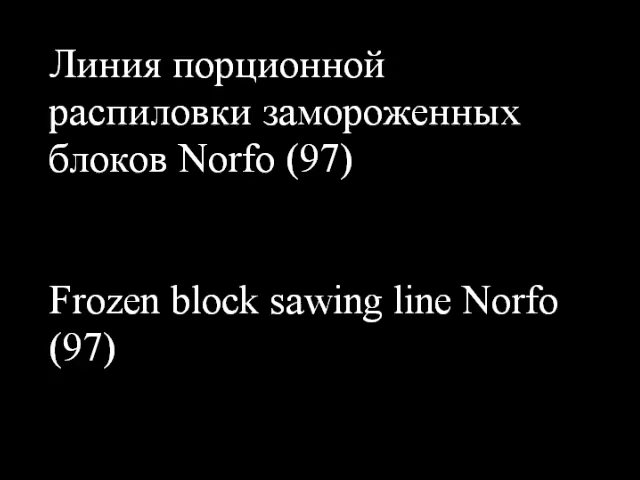 Линия порционной
распиловки замороженных
блоков Norfo (97)
Frozen block sawing line Norfo
(97)